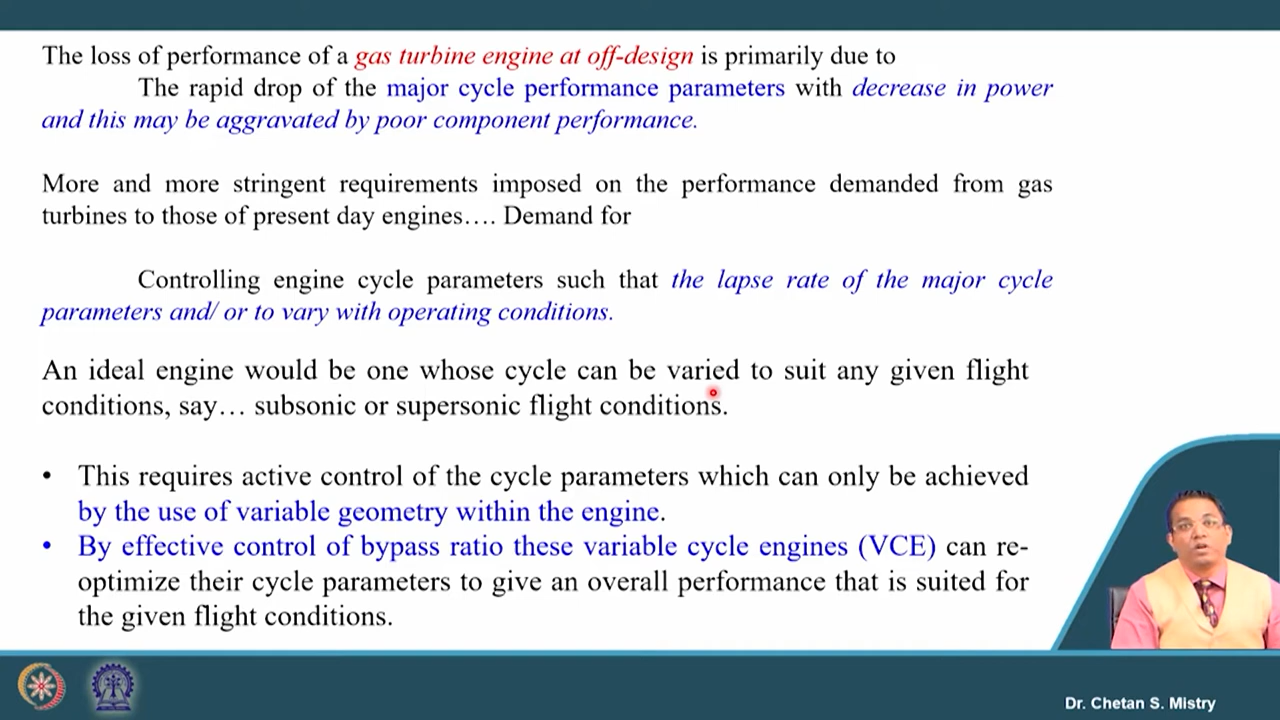 The loss of performance of a gas turbine engine at off-design is primarily due to
The rapid drop of the major cycle performance parameters with decrease in power
and this may be aggravated by poor component performance.
More and more stringent requirements imposed on the performance demanded from gas
turbines to those of present day engines.... Demand for
Controlling engine cycle parameters such that the lapse rate of the major cycle
parameters and/ or to vary with operating conditions.
An ideal engine would be one whose cycle can be varied to suit any given flight
conditions, say... subsonic or supersonic flight conditions.
• This requires active control of the cycle parameters which can only be achieved
by the use of variable geometry within the engine.
• By effective control of bypass ratio these variable cycle engines (VCE) can re-
optimize their cycle parameters to give an overall performance that is suited for
the given flight conditions.
Dr. Chetan S. Mistry